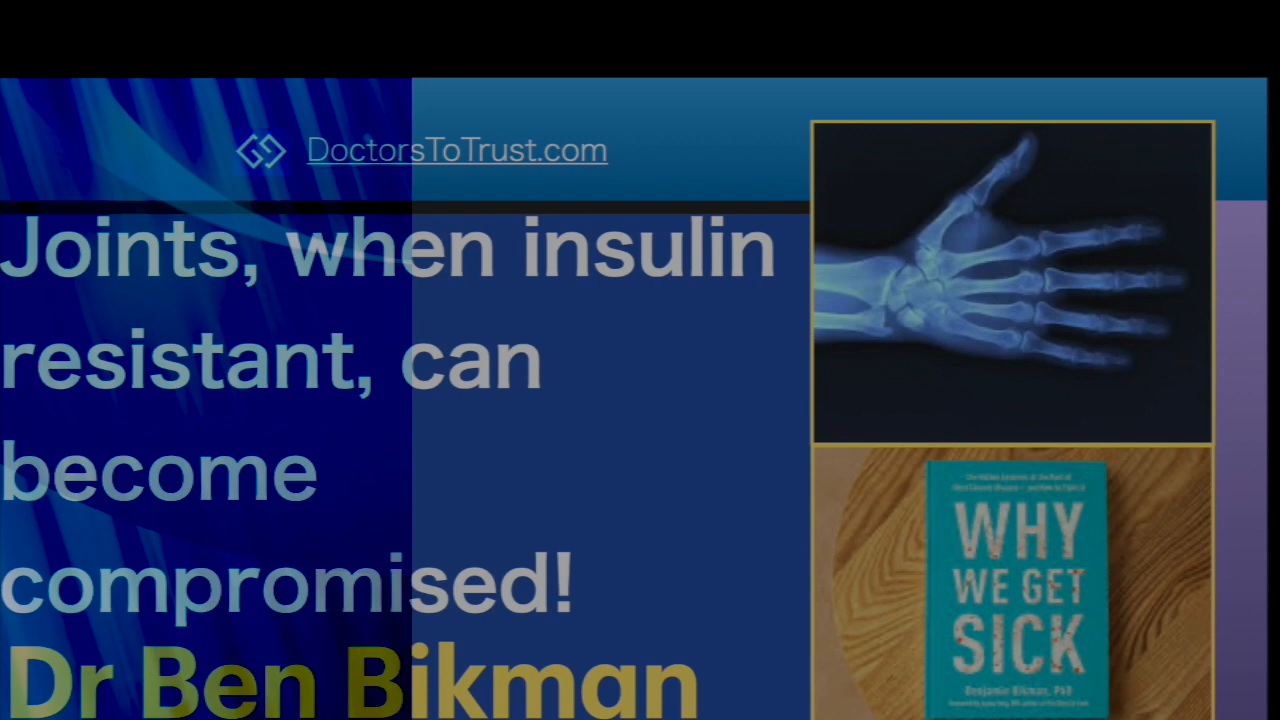 DoctorsToTrust.com
Joints, when insulin
resistant, can
become
compromised!
Dr Ben Bikman
WHY
WE GET
SICK
Benjamin Bikman, PhD